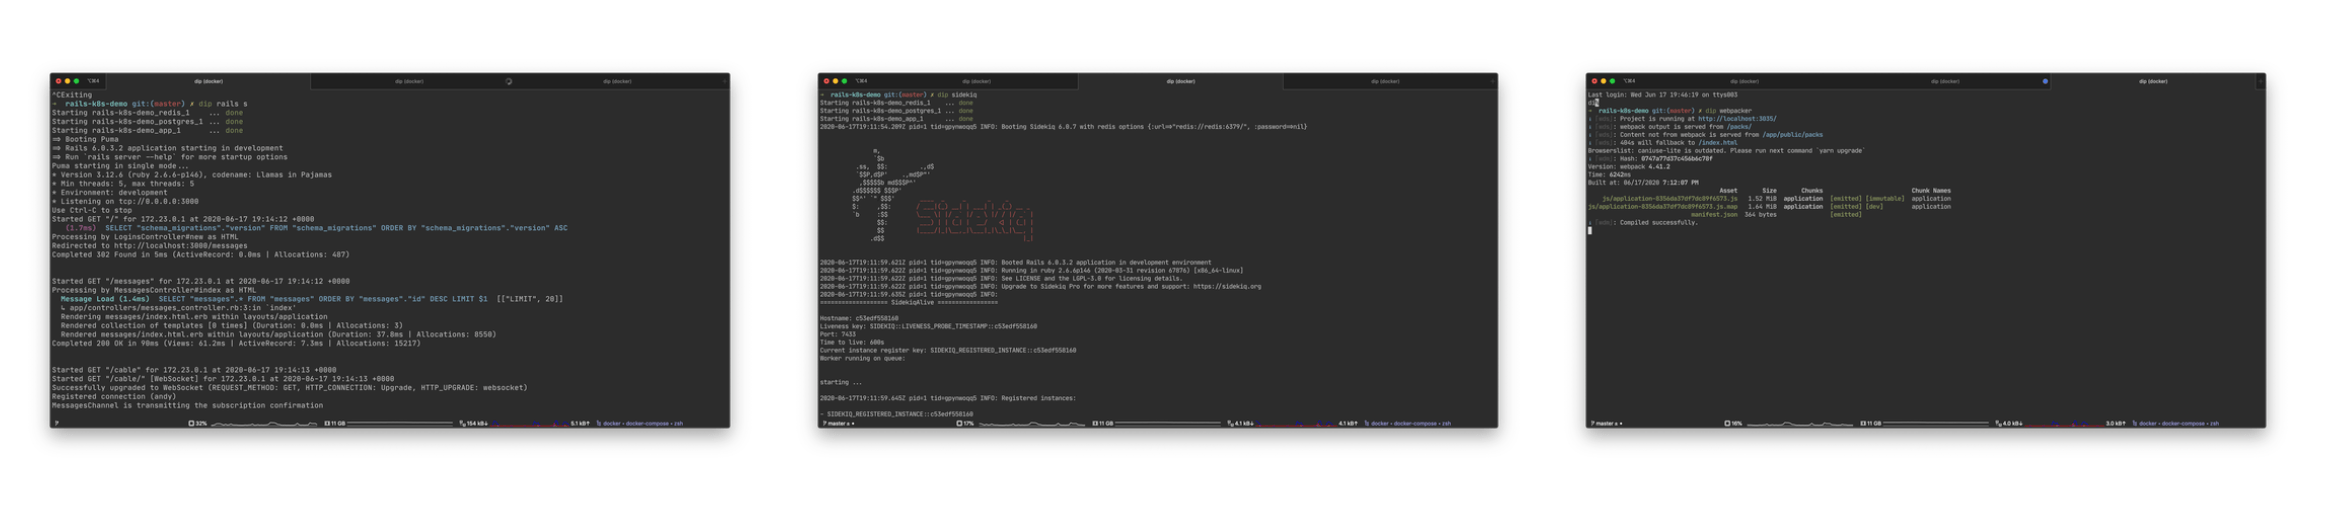 ⌥⌘4
dip (docker)
dip (docker)
dip (docker)
^CExiting
→ rails-k8s-demo git:(master) ✗ dip rails s
Starting rails-k8s-demo_redis_1 ... done
Starting rails-k8s-demo_postgres_1 ... done
Starting rails-k8s-demo_app_1 ... done
=> Booting Puma
=> Rails 6.0.3.2 application starting in development
=> Run `rails server --help` for more startup options
Puma starting in single mode...
* Version 3.12.6 (ruby 2.6.6-p146), codename: Llamas in Pajamas
* Min threads: 5, max threads: 5
* Environment: development
* Listening on tcp://0.0.0.0:3000
Use Ctrl-C to stop
Started GET "/" for 172.23.0.1 at 2020-06-17 19:14:12 +0000
(1.7ms) SELECT "schema_migrations"."version" FROM "schema_migrations" ORDER BY "schema_migrations"."version" ASC
Processing by LoginsController#new as HTML
Redirected to http://localhost:3000/messages
Completed 302 Found in 5ms (ActiveRecord: 0.0ms | Allocations: 487)
Started GET "/messages" for 172.23.0.1 at 2020-06-17 19:14:12 +0000
Processing by MessagesController#index as HTML
Message Load (1.4ms) SELECT "messages".* FROM "messages" ORDER BY "messages"."id" DESC LIMIT $1 [["LIMIT", 20]]
↳ app/controllers/messages_controller.rb:3:in `index'
Rendering messages/index.html.erb within layouts/application
Rendered collection of templates [0 times] (Duration: 0.0ms | Allocations: 3)
Rendered messages/index.html.erb within layouts/application (Duration: 37.8ms | Allocations: 8550)
Completed 200 OK in 90ms (Views: 61.2ms | ActiveRecord: 7.3ms | Allocations: 15217)
Started GET "/cable" for 172.23.0.1 at 2020-06-17 19:14:13 +0000
Started GET "/cable/" [WebSocket] for 172.23.0.1 at 2020-06-17 19:14:13 +0000
Successfully upgraded to WebSocket (REQUEST_METHOD: GET, HTTP_CONNECTION: Upgrade, HTTP_UPGRADE: websocket)
Registered connection (andy)
MessagesChannel is transmitting the subscription confirmation
32% 11 GB 154 kB↓ 5.1 kB↑ docker ‹ docker-compose ‹ zsh
⌥⌘4
dip (docker)
dip (docker)
dip (docker)
→ rails-k8s-demo git:(master) ✗ dip sidekiq
Starting rails-k8s-demo_redis_1 ... done
Starting rails-k8s-demo_postgres_1 ... done
Starting rails-k8s-demo_app_1 ... done
2020-06-17T19:11:54.209Z pid=1 tid=gpynwoqq5 INFO: Booting Sidekiq 6.0.7 with redis options {:url=>"redis://redis:6379/", :password=>nil}
Sidekiq
2020-06-17T19:11:59.621Z pid=1 tid=gpynwoqq5 INFO: Booted Rails 6.0.3.2 application in development environment
2020-06-17T19:11:59.622Z pid=1 tid=gpynwoqq5 INFO: Running in ruby 2.6.6p146 (2020-03-31 revision 67876) [x86_64-linux]
2020-06-17T19:11:59.622Z pid=1 tid=gpynwoqq5 INFO: See LICENSE and the LGPL-3.0 for licensing details.
2020-06-17T19:11:59.622Z pid=1 tid=gpynwoqq5 INFO: Upgrade to Sidekiq Pro for more features and support: https://sidekiq.org
2020-06-17T19:11:59.635Z pid=1 tid=gpynwoqq5 INFO:
=================== SidekiqAlive =================
Hostname: c53edf558160
Liveness key: SIDEKIQ::LIVENESS_PROBE_TIMESTAMP::c53edf558160
Port: 7433
Time to live: 600s
Current instance register key: SIDEKIQ_REGISTERED_INSTANCE::c53edf558160
Worker running on queue:
starting ...
2020-06-17T19:11:59.645Z pid=1 tid=gpynwoqq5 INFO: Registered instances:
- SIDEKIQ_REGISTERED_INSTANCE::c53edf558160
master 17% 11 GB 4.1 kB↓ 4.1 kB↑ docker ‹ docker-compose ‹ zsh
⌥⌘4
dip (docker)
dip (docker)
dip (docker)
Last login: Wed Jun 17 19:46:19 on ttys003
di
→ rails-k8s-demo git:(master) ✗ dip webpacker
[wds]: Project is running at http://localhost:3035/
[wds]: webpack output is served from /packs/
[wds]: Content not from webpack is served from /app/public/packs
[wds]: 404s will fallback to /index.html
Browserslist: caniuse-lite is outdated. Please run next command `yarn upgrade`
[wdm]: Hash: 0747a77d37c456b6c70f
Version: webpack 4.41.2
Time: 6242ms
Built at: 06/17/2020 7:12:07 PM
Asset Size Chunks Chunk Names
js/application-8356da37df7dc89f6573.js 1.52 MiB application [emitted] [immutable] application
js/application-8356da37df7dc89f6573.js.map 1.64 MiB application [emitted] [dev] application
manifest.json 364 bytes [emitted]
[wdm]: Compiled successfully.
master 16% 11 GB 4.0 kB↓ 3.0 kB↑ docker ‹ docker-compose ‹ zsh